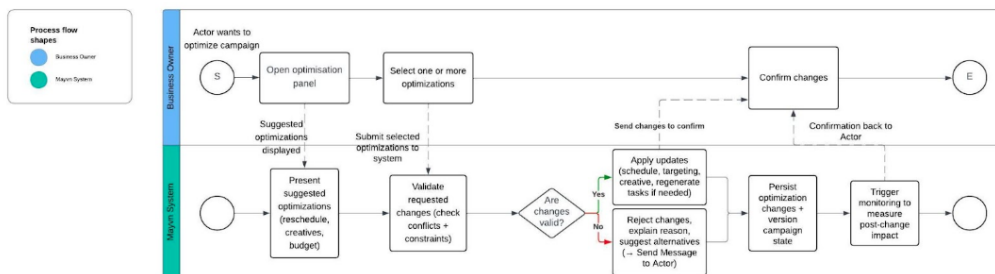 Process flow
shapes
Business Owner
Mayvn System
Business Owner
Actor wants to
optimize campaign
S
Open optimisation
panel
Select one or more
optimizations
Confirm changes
E
Suggested
optimizations
displayed
Submit selected
optimizations to
system
Send changes to confirm
Confirmation back to
Actor
Mayvn System
Present
suggested
optimizations
(reschedule,
creatives,
budget)
Validate
requested
changes (check
conflicts +
constraints)
Are
changes
valid?
Yes
No
Apply updates
(schedule, targeting,
creative, regenerate
tasks if needed)
Reject changes,
explain reason,
suggest alternatives
(→ Send Message
to Actor)
Persist
optimization
changes +
version
campaign
state
Trigger
monitoring to
measure
post-change
impact